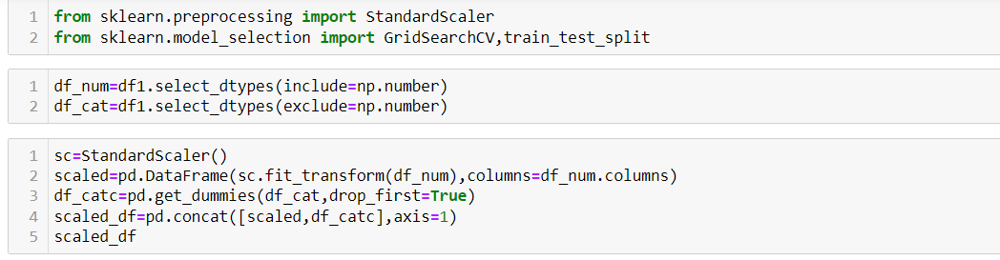 1 from sklearn.preprocessing import StandardScaler
2 from sklearn.model_selection import GridSearchCV,train_test_split
1 df_num=df1.select_dtypes(include=np.number)
2 df_cat=df1.select_dtypes(exclude=np.number)
1 sc=StandardScaler()
2 scaled=pd.DataFrame(sc.fit_transform(df_num),columns=df_num.columns)
3 df_catc=pd.get_dummies(df_cat,drop_first=True)
4 scaled_df=pd.concat([scaled,df_catc],axis=1)
5 scaled_df